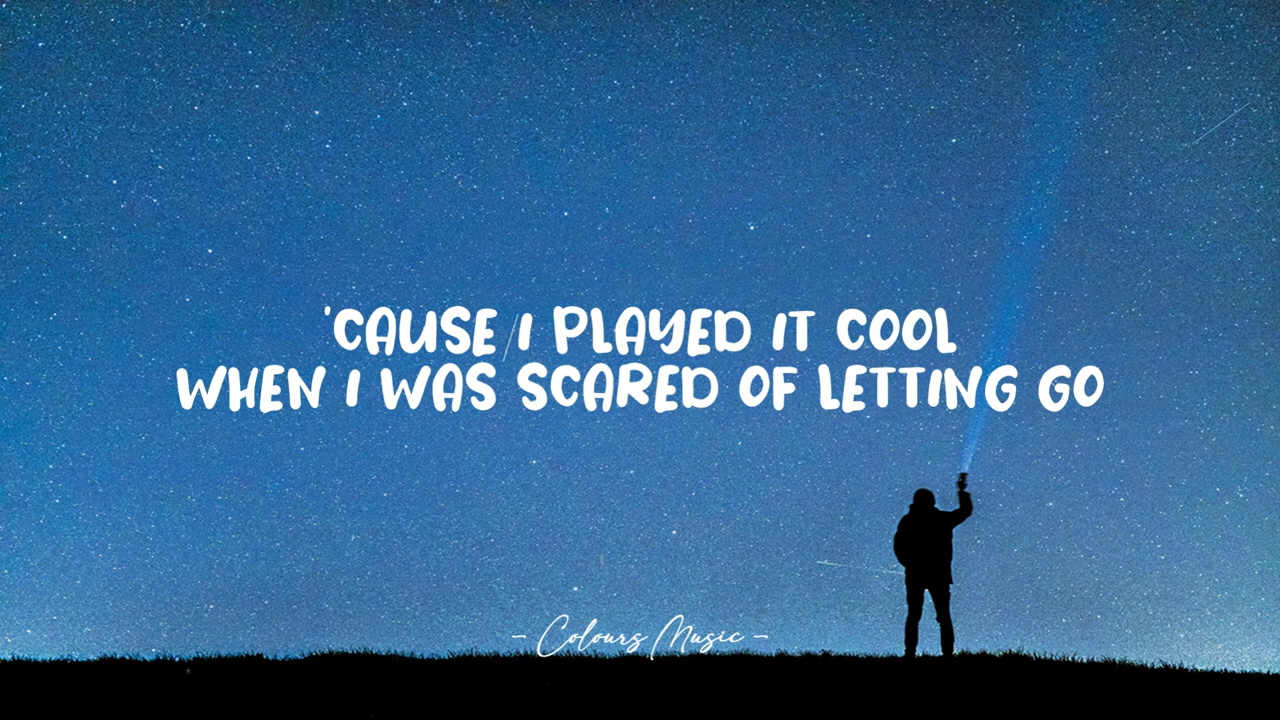 'CAUSE I PLAYED IT COOL
WHEN I WAS SCARED OF LETTING GO
- Colours Music -